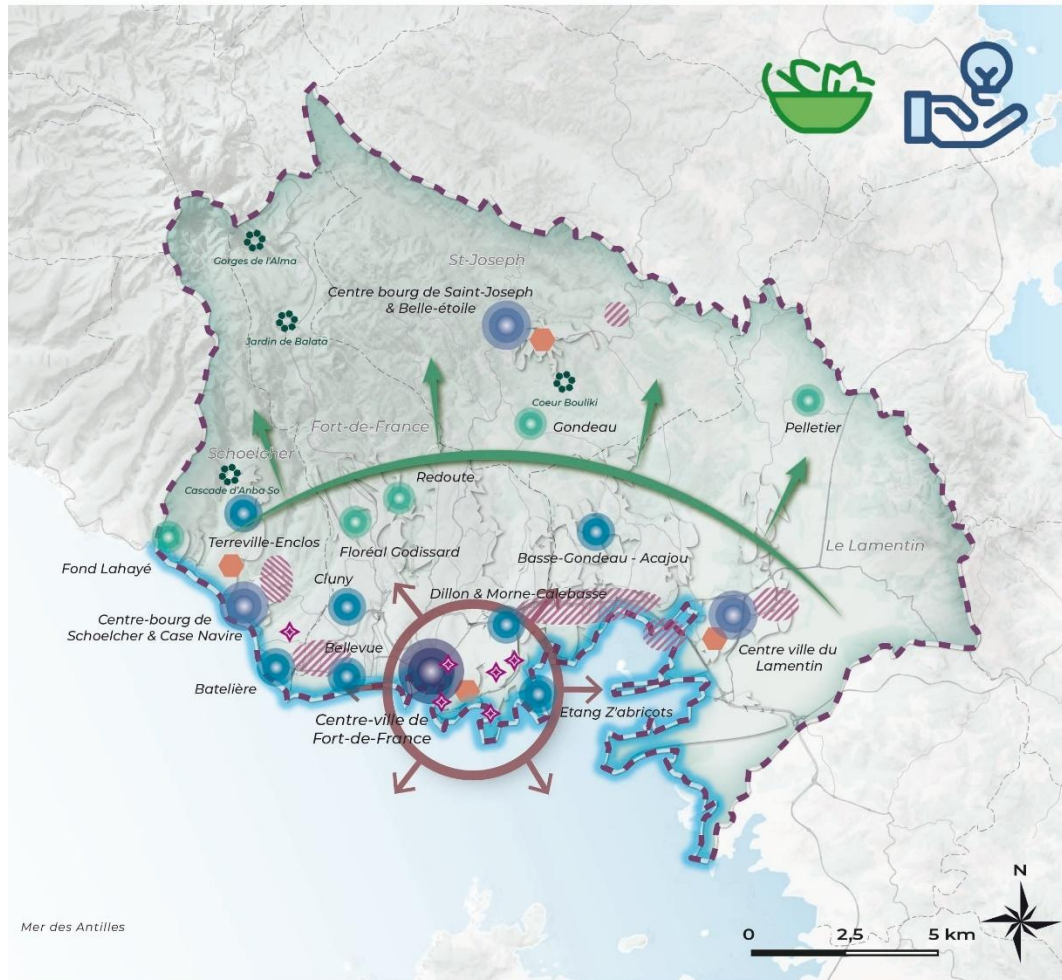 Gorges de l'Alma
St-Joseph
Centre bourg de Saint-Joseph
& Belle-étoile
Jardin de Balata
Coeur Bouliki
Gondeau
Pelletier
Fort-de-France
Schoelcher
Redoute
Cascade d'Anba So
Terreville-Enclos
Floréal Godissard
Basse-Gondeau - Acajou
Le Lamentin
Fond Lahayé
Cluny
Dillon & Morne-Calebasse
Centre-bourg de
Schoelcher & Case Navire
Centre ville du
Lamentin
Bellevue
Batelière
Etang Z'abricots
Centre-ville de
Fort-de-France
N
Mer des Antilles
0 2,5 5 km